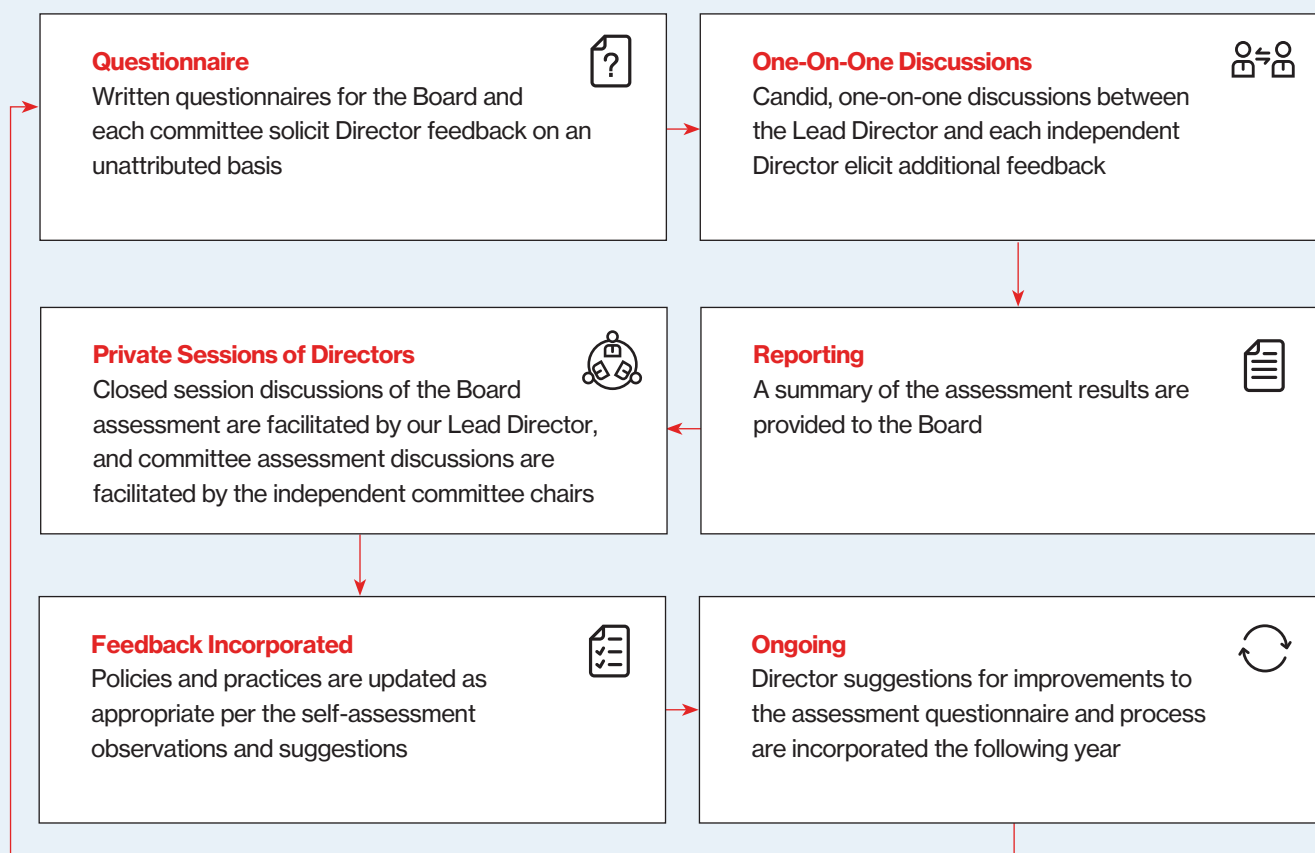 Questionnaire
Written questionnaires for the Board and
each committee solicit Director feedback on an
unattributed basis
?
One-On-One Discussions
Candid, one-on-one discussions between
the Lead Director and each independent
Director elicit additional feedback
Reporting
A summary of the assessment results are
provided to the Board
Private Sessions of Directors
Closed session discussions of the Board
assessment are facilitated by our Lead Director,
and committee assessment discussions are
facilitated by the independent committee chairs
Feedback Incorporated
Policies and practices are updated as
appropriate per the self-assessment
observations and suggestions
Ongoing
Director suggestions for improvements to
the assessment questionnaire and process
are incorporated the following year